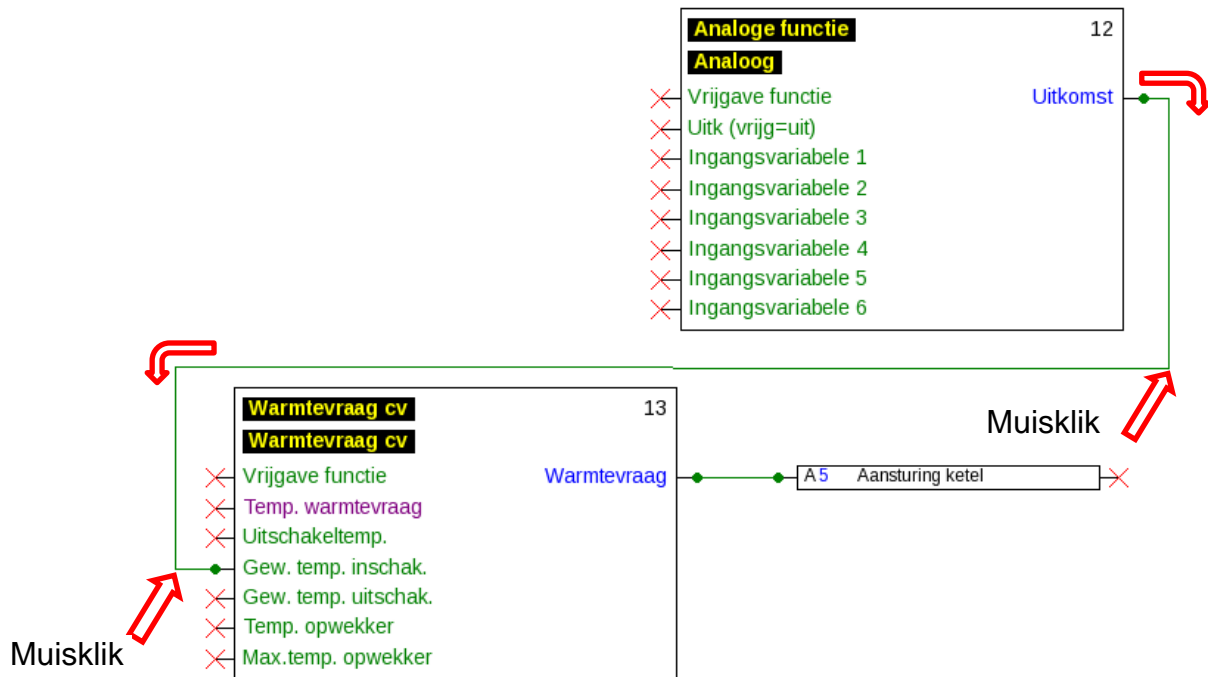 Analoge functie 12
Analoog
Vrijgave functie Uitkomst
Uitk (vrijg=uit)
Ingangsvariabele 1
Ingangsvariabele 2
Ingangsvariabele 3
Ingangsvariabele 4
Ingangsvariabele 5
Ingangsvariabele 6
Muisklik
Warmtevraag cv 13
Warmtevraag cv
Vrijgave functie Warmtevraag
A 5 Aansturing ketel
Temp. warmtevraag
Uitschakeltemp.
Gew. temp. inschak.
Gew. temp. uitschak.
Temp. opwekker
Max.temp. opwekker
Muisklik